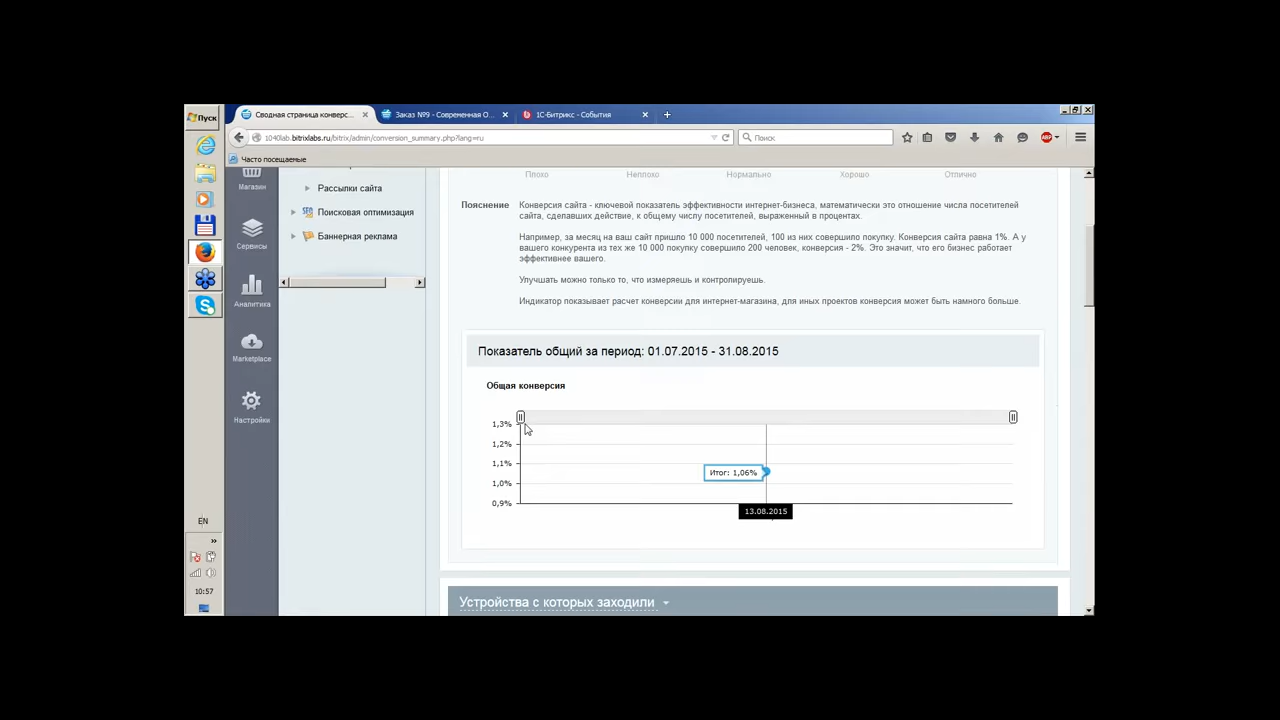 Пуск
Сводная страница конверс...
Заказ №9 - Современная О...
1С-Битрикс - События
1040lab.bitrixlabs.ru/bitrix/admin/conversion_summary.php?lang=ru
Поиск
ABP
Часто посещаемые
Магазин
Рассылки сайта
Плохо
Неплохо
Нормально
Хорошо
Отлично
SEO
Поисковая оптимизация
Баннерная реклама
Сервисы
Аналитика
Marketplace
Настройки
Пояснение
Конверсия сайта - ключевой показатель эффективности интернет-бизнеса, математически это отношение числа посетителей
сайта, сделавших действие, к общему числу посетителей, выраженный в процентах.
Например, за месяц на ваш сайт пришло 10 000 посетителей, 100 из них совершило покупку. Конверсия сайта равна 1%. А у
вашего конкурента из тех же 10 000 покупку совершило 200 человек, конверсия - 2%. Это значит, что его бизнес работает
эффективнее вашего.
Улучшать можно только то, что измеряешь и контролируешь.
Индикатор показывает расчет конверсии для интернет-магазина, для иных проектов конверсия может быть намного больше.
Показатель общий за период: 01.07.2015 - 31.08.2015
Общая конверсия
1,3%
1,2%
1,1%
1,0%
0,9%
Итог: 1,06%
13.08.2015
Устройства с которых заходили
EN
10:57